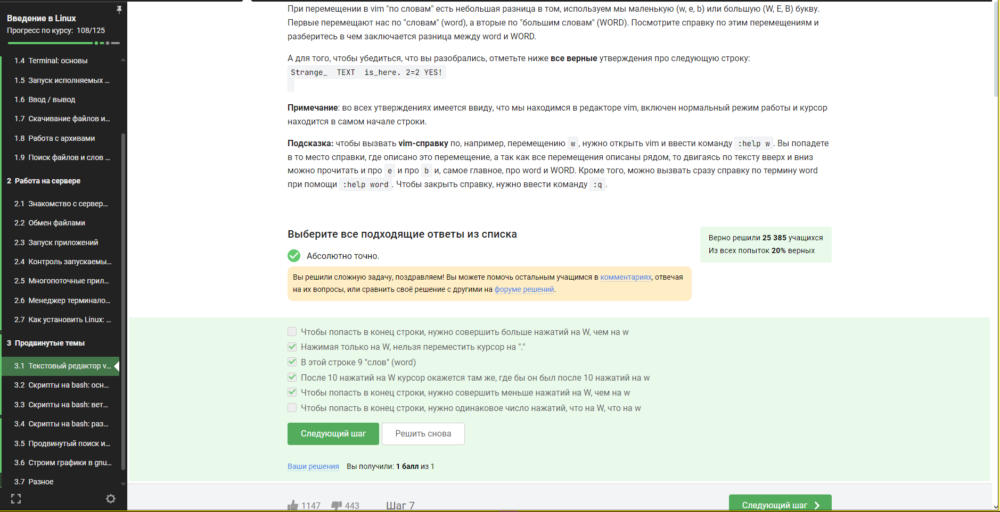 Введение в Linux
Прогресс по курсу: 108/125
1.4 Terminal: основы
1.5 Запуск исполняемых ...
1.6 Ввод / вывод
1.7 Скачивание файлов и...
1.8 Работа с архивами
1.9 Поиск файлов и слов ...
2 Работа на сервере
2.1 Знакомство с сервер...
2.2 Обмен файлами
2.3 Запуск приложений
2.4 Контроль запускаемы...
2.5 Многопоточные прил...
2.6 Менеджер терминало...
2.7 Как установить Linux: ...
3 Продвинутые темы
3.1 Текстовый редактор v...
3.2 Скрипты на bash: осн...
3.3 Скрипты на bash: вет...
3.4 Скрипты на bash: раз...
3.5 Продвинутый поиск и...
3.6 Строим графики в gnu...
3.7 Разное
При перемещении в vim "по словам" есть небольшая разница в том, используем мы маленькую (w, e, b) или большую (W, E, B) букву.
Первые перемещают нас по "словам" (word), а вторые по "большим словам" (WORD). Посмотрите справку по этим перемещениям и
разберитесь в чем заключается разница между word и WORD.
А для того, чтобы убедиться, что вы разобрались, отметьте ниже все верные утверждения про следующую строку:
Strange_  TEXT  is_here. 2=2 YES!
Примечание: во всех утверждениях имеется ввиду, что мы находимся в редакторе vim, включен нормальный режим работы и курсор
находится в самом начале строки.
Подсказка: чтобы вызвать vim-справку по, например, перемещению w, нужно открыть vim и ввести команду :help w. Вы попадете
в то место справки, где описано это перемещение, а так как все перемещения описаны рядом, то двигаясь по тексту вверх и вниз
можно прочитать и про e и про b и, самое главное, про word и WORD. Кроме того, можно вызвать сразу справку по термину word
при помощи :help word. Чтобы закрыть справку, нужно ввести команду :q.
Выберите все подходящие ответы из списка
Верно решили 25 385 учащихся
Из всех попыток 20% верных
Абсолютно точно.
Вы решили сложную задачу, поздравляем! Вы можете помочь остальным учащимся в комментариях, отвечая
на их вопросы, или сравнить своё решение с другими на форуме решений.
Чтобы попасть в конец строки, нужно совершить больше нажатий на W, чем на w
Нажимая только на W, нельзя переместить курсор на "."
В этой строке 9 "слов" (word)
После 10 нажатий на W курсор окажется там же, где бы он был после 10 нажатий на w
Чтобы попасть в конец строки, нужно совершить меньше нажатий на W, чем на w
Чтобы попасть в конец строки, нужно одинаковое число нажатий, что на W, что на w
Следующий шаг Решить снова
Ваши решения Вы получили: 1 балл из 1
1147 443 Шаг 7 Следующий шаг